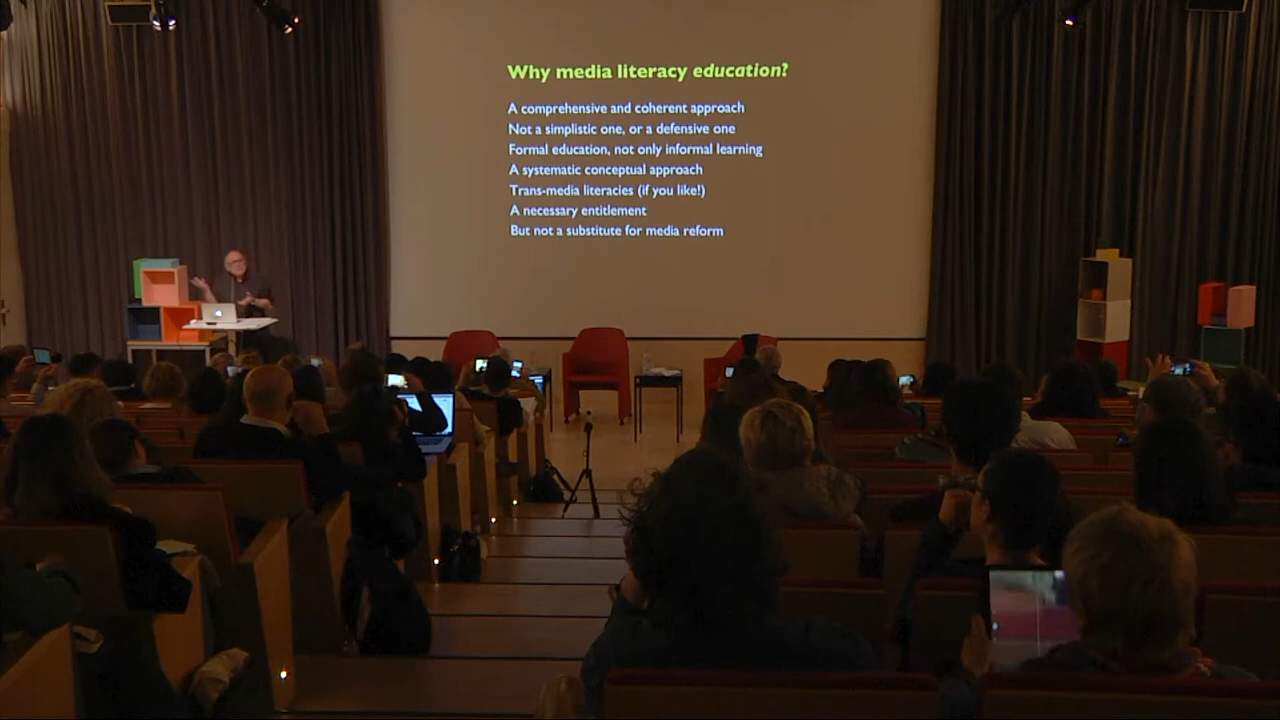 Why media literacy education?
A comprehensive and coherent approach
Not a simplistic one, or a defensive one
Formal education, not only informal learning
A systematic conceptual approach
Trans-media literacies (if you like!)
A necessary entitlement
But not a substitute for media reform